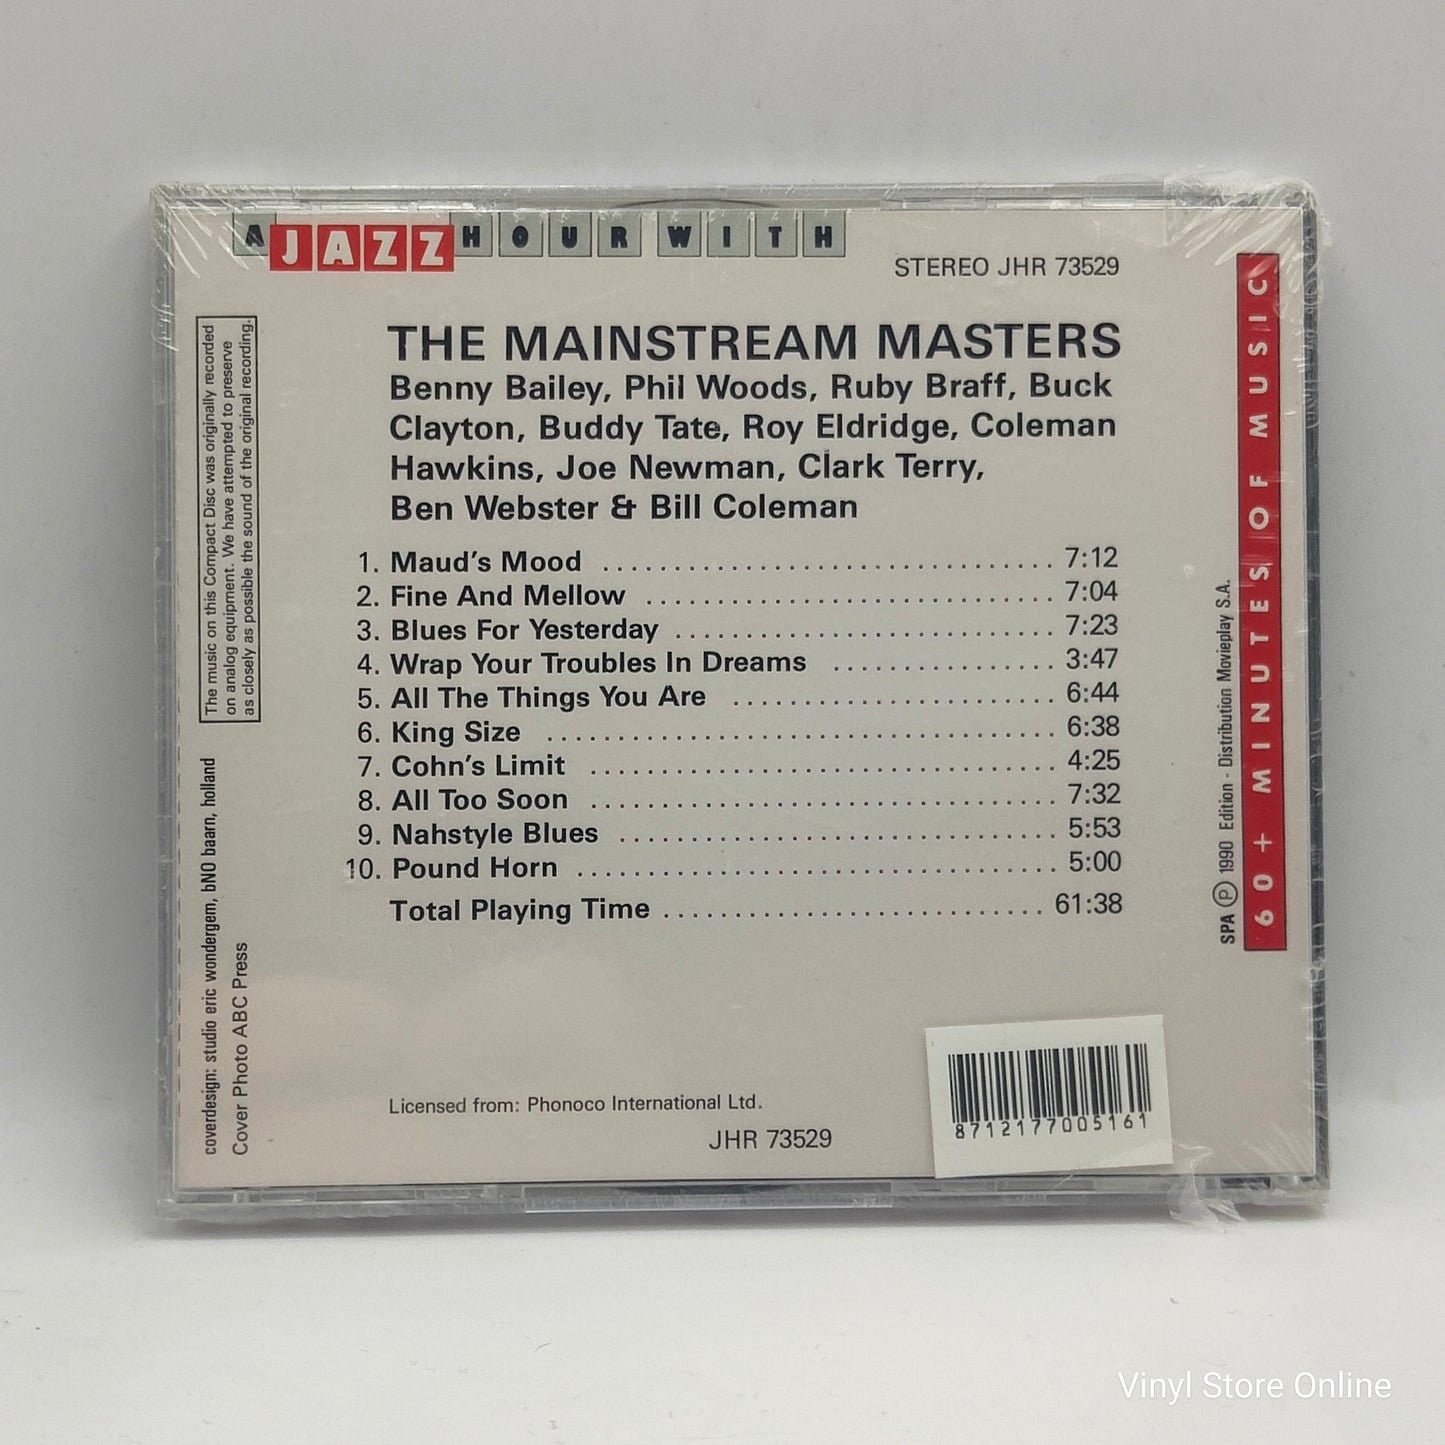 A JAZZ HOUR WITH
STEREO JHR 73529
THE MAINSTREAM MASTERS
Benny Bailey, Phil Woods, Ruby Braff, Buck
Clayton, Buddy Tate, Roy Eldridge, Coleman
Hawkins, Joe Newman, Clark Terry,
Ben Webster & Bill Coleman
1. Maud's Mood ........................................ 7:12
2. Fine And Mellow .................................... 7:04
3. Blues For Yesterday ................................. 7:23
4. Wrap Your Troubles In Dreams .................... 3:47
5. All The Things You Are ............................. 6:44
6. King Size ............................................. 6:38
7. Cohn's Limit ......................................... 4:25
8. All Too Soon ......................................... 7:32
9. Nahstyle Blues ...................................... 5:53
10. Pound Horn ......................................... 5:00
Total Playing Time .................................. 61:38
Licensed from: Phonoco International Ltd.
JHR 73529
8712177005161
The music on this Compact Disc was originally recorded
on analog equipment. We have attempted to preserve
as closely as possible the sound of the original recording.
coverdesign: studio eric wondergem, bNO baarn, holland
Cover Photo ABC Press
SPA ℗ 1990 Edition - Distribution Movieplay S.A.
60 + MINUTES OF MUSIC
Vinyl Store Online